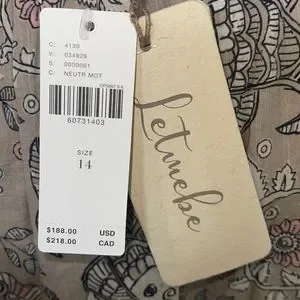 C: 4130
V: 034929
S: 0000001
C: NEUTR MOT
60731403
SIZE
14
$188.00 USD
$218.00 CAD
Letmebe